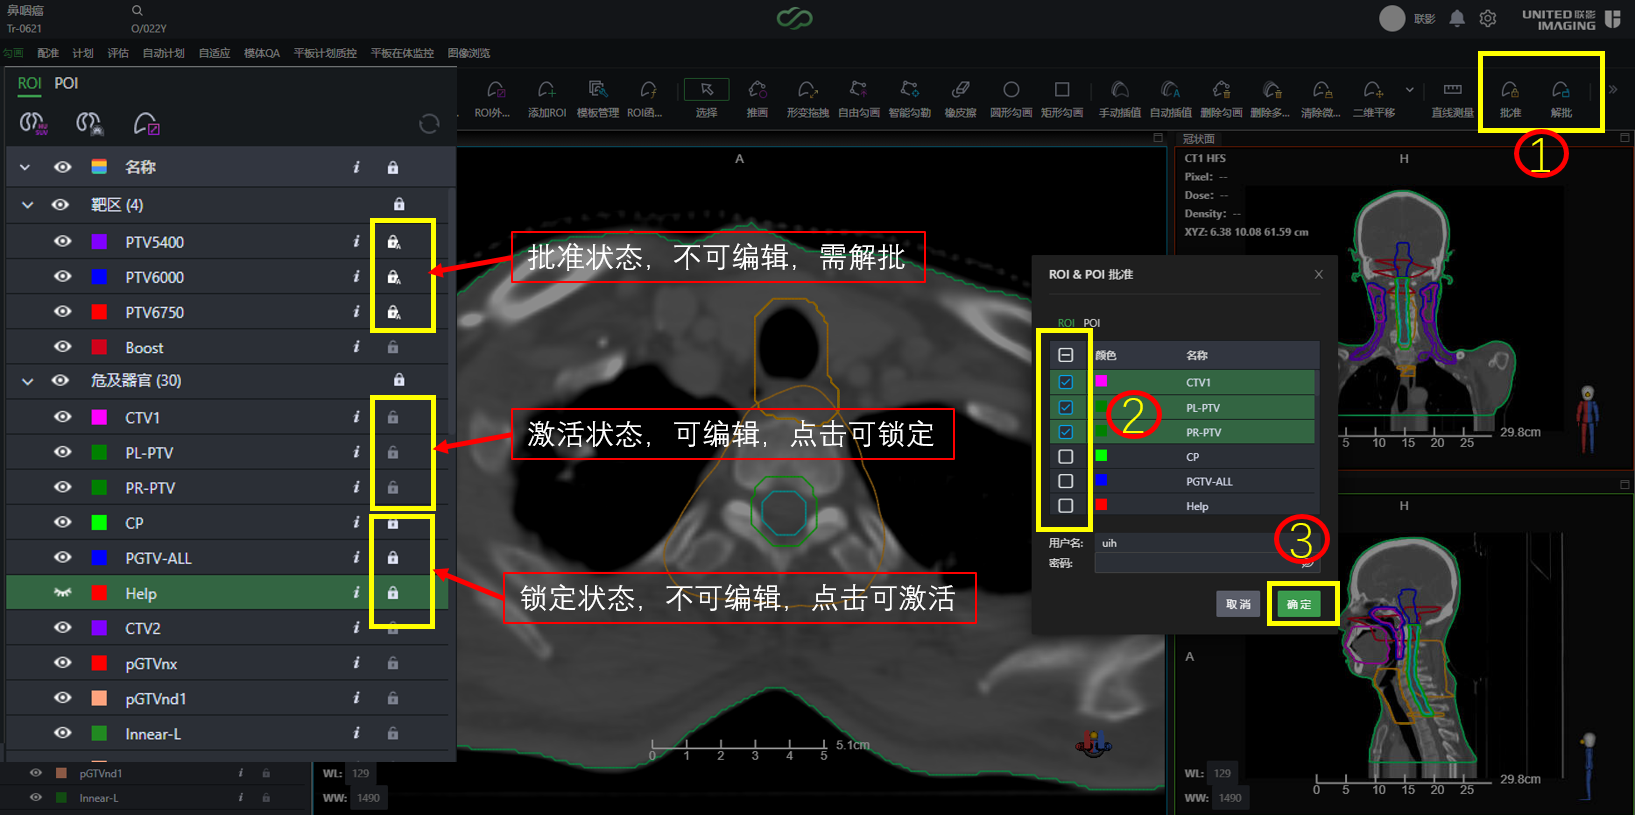 鼻咽癌
Tr-0621
O/022Y
联影
UNITED 联影
IMAGING
勾画 配准 计划 评估 自动计划 自适应 模体QA 平板计划质控 平板在体监控 图像浏览
ROI POI
ROI外... 添加ROI 模板管理 ROI函... 选择 推画 形变拖拽 自由勾画 智能勾勒 橡皮擦 圆形勾画 矩形勾画 手动插值 自动插值 删除勾画 删除多... 清除微... 二维平移 直线测量 批准 解批
①
名称
靶区 (4)
PTV5400
PTV6000
PTV6750
Boost
危及器官 (30)
CTV1
PL-PTV
PR-PTV
CP
PGTV-ALL
Help
CTV2
pGTVnx
pGTVnd1
Innear-L
pGTVnd1
Innear-L
批准状态，不可编辑，需解批
激活状态，可编辑，点击可锁定
锁定状态，不可编辑，点击可激活
A
0 1 2 3 4 5 5.1cm
WL: 129
WW: 1490
冠状面
CT1 HFS
Pixel: --
Dose: --
Density: --
XYZ: 6.38 10.08 61.59 cm
H
5 10 15 20 25 29.8cm
ROI & POI 批准
ROI POI
颜色 名称
CTV1
PL-PTV
PR-PTV
CP
PGTV-ALL
Help
②
用户名: uih
密码:
③
取消 确定
H
A
0 5 10 15 20 25 29.8cm
WL: 129
WW: 1490